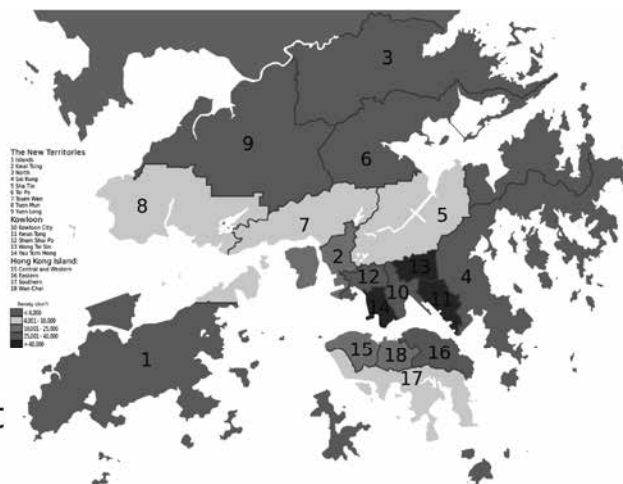 The New Territories
1 Islands
2 Kwai Tsing
3 North
4 Sai Kung
5 Sha Tin
6 Tai Po
7 Tsuen Wan
8 Tuen Mun
9 Yuen Long
Kowloon
10 Kowloon City
11 Kwun Tong
12 Sham Shui Po
13 Wong Tai Sin
14 Yau Tsim Mong
Hong Kong Island:
15 Central and Western
16 Eastern
17 Southern
18 Wan Chai
3
9
6
8
7
5
2
12
13
4
10
11
14
1
15
18
16
17
t